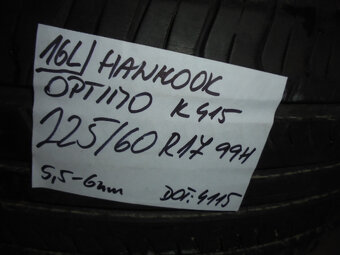 16L/ HANKOOK
OPTIMO K415
225/60 R17 99H
5,5-6mm DOT: 4115